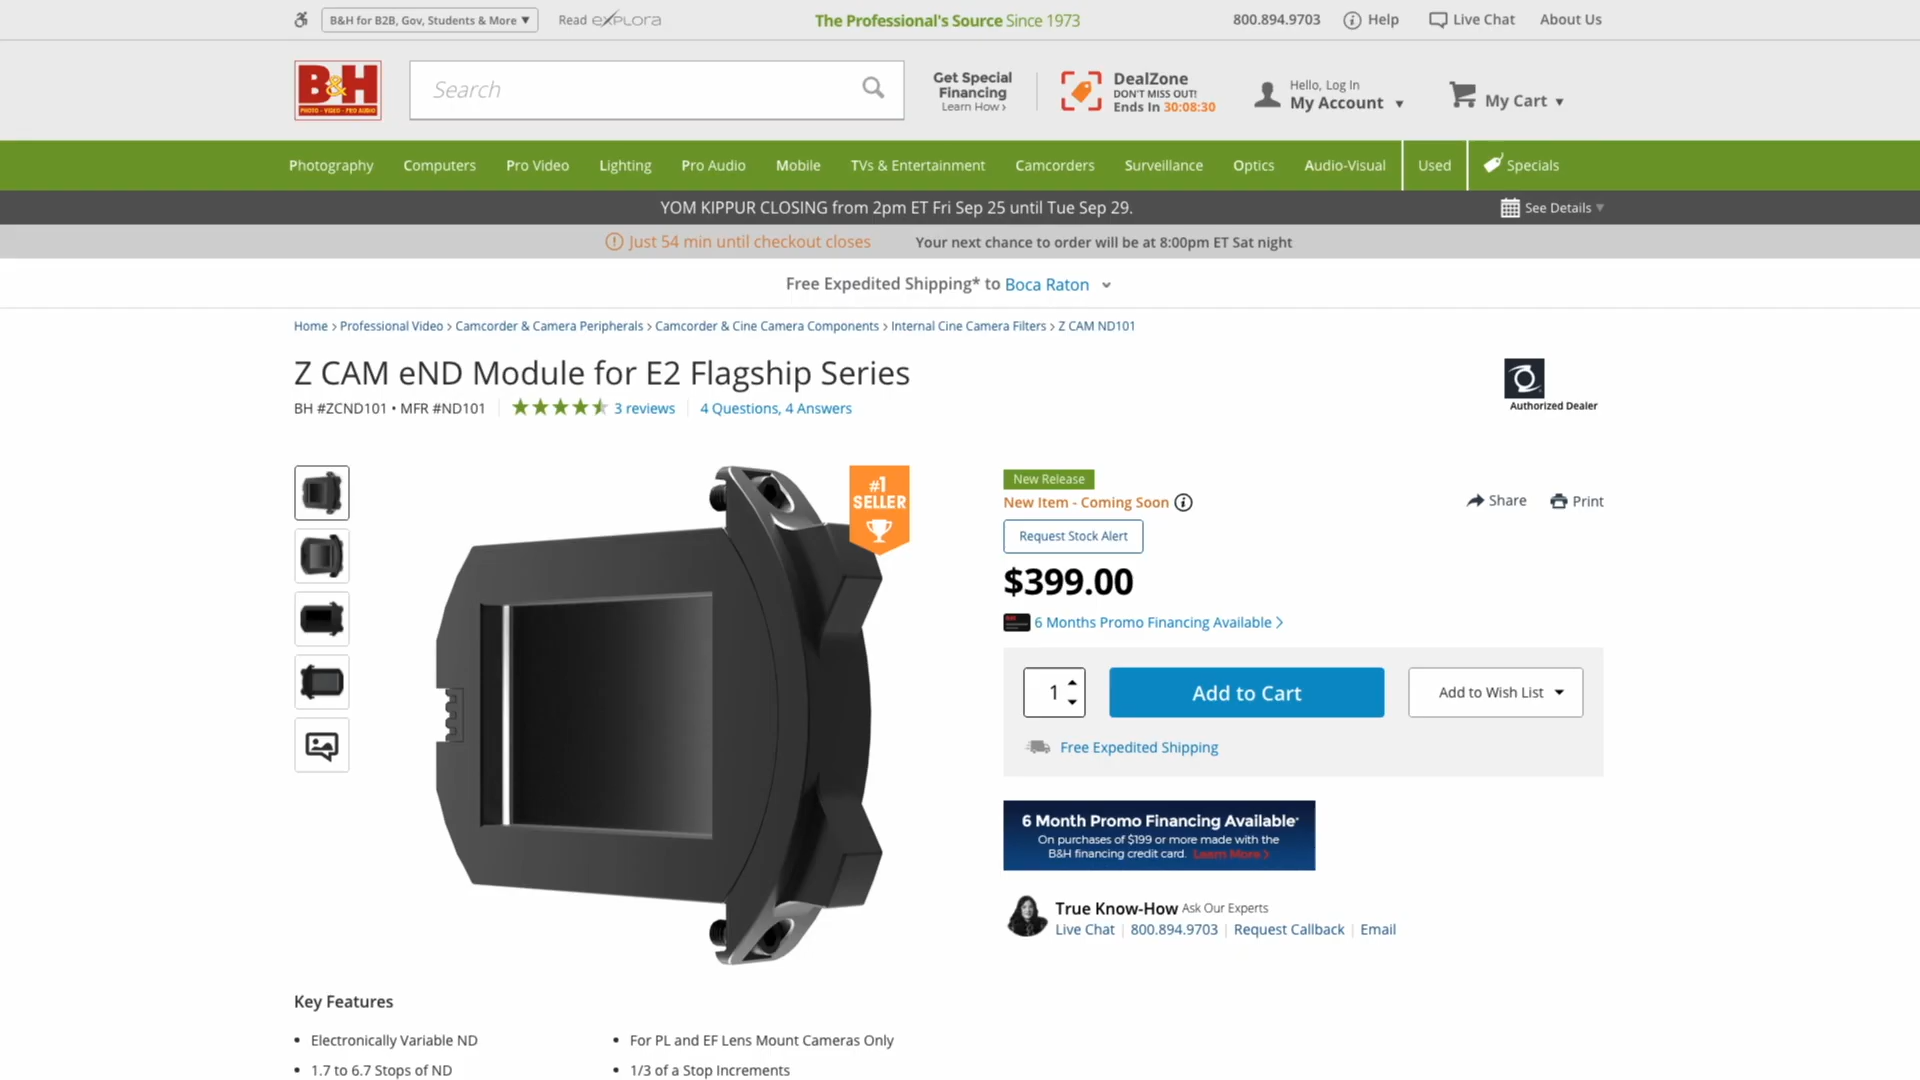 B&H for B2B, Gov, Students & More ▼
Read eXPLORA
The Professional's Source Since 1973
800.894.9703
Help
Live Chat
About Us
B&H
PHOTO - VIDEO - PRO AUDIO
Search
Get Special
Financing
Learn How ›
DealZone
DON'T MISS OUT!
Ends In 30:08:30
Hello, Log In
My Account ▼
My Cart ▼
Photography
Computers
Pro Video
Lighting
Pro Audio
Mobile
TVs & Entertainment
Camcorders
Surveillance
Optics
Audio-Visual
Used
Specials
YOM KIPPUR CLOSING from 2pm ET Fri Sep 25 until Tue Sep 29.
See Details ▼
Just 54 min until checkout closes
Your next chance to order will be at 8:00pm ET Sat night
Free Expedited Shipping* to Boca Raton
Home › Professional Video › Camcorder & Camera Peripherals › Camcorder & Cine Camera Components › Internal Cine Camera Filters › Z CAM ND101
Z CAM eND Module for E2 Flagship Series
BH #ZCND101 • MFR #ND101
3 reviews
4 Questions, 4 Answers
Authorized Dealer
#1
SELLER
New Release
New Item - Coming Soon
Share
Print
Request Stock Alert
$399.00
6 Months Promo Financing Available >
1
Add to Cart
Add to Wish List
Free Expedited Shipping
6 Month Promo Financing Available*
On purchases of $199 or more made with the
B&H financing credit card. Learn More >
True Know-How Ask Our Experts
Live Chat | 800.894.9703 | Request Callback | Email
Key Features
• Electronically Variable ND
• For PL and EF Lens Mount Cameras Only
• 1.7 to 6.7 Stops of ND
• 1/3 of a Stop Increments